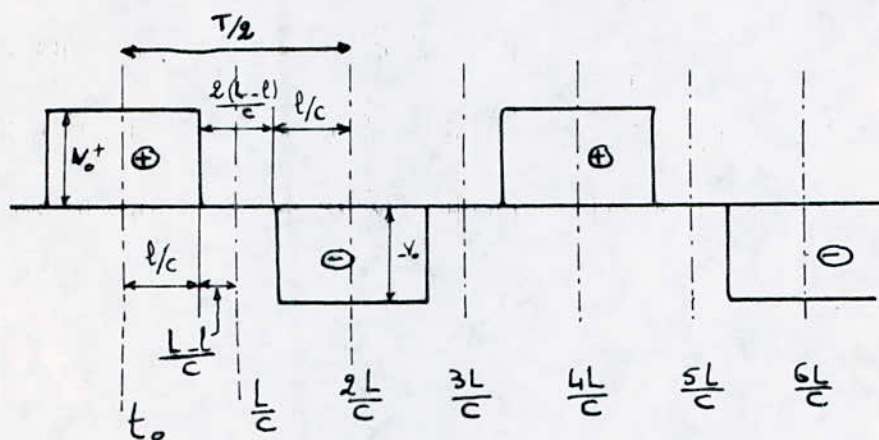 T/2
2(L-l)/C
l/c
V₀⁺
⊕
⊕
⊖
-V₀
⊖
l/c
L-l/C
t₀
L/C
2L/C
3L/C
4L/C
5L/C
6L/C